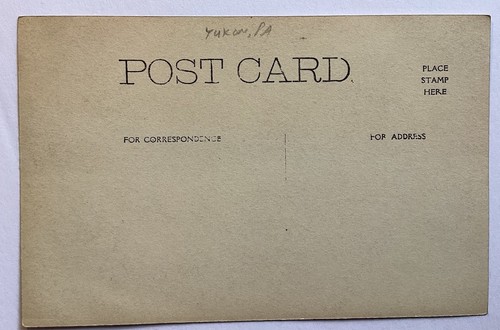 Yukon, PA
POST CARD.
PLACE
STAMP
HERE
FOR CORRESPONDENCE
FOR ADDRESS